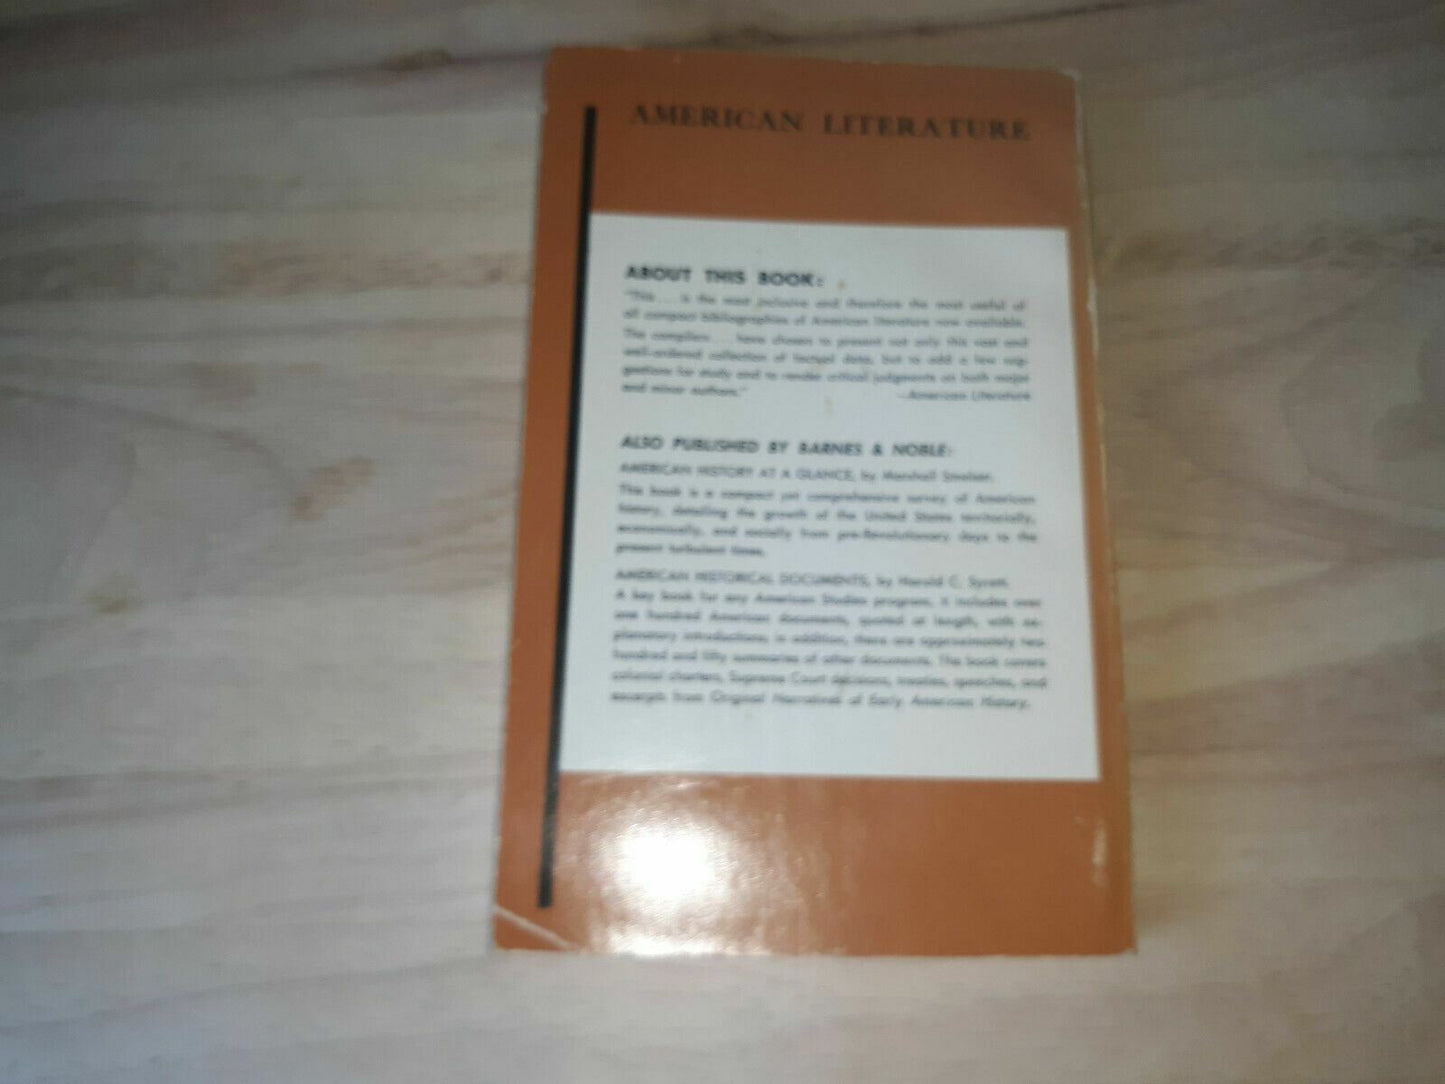 AMERICAN LITERATURE
ABOUT THIS BOOK:
"This . . . is the most inclusive and therefore the most useful of
all compact bibliographies of American literature now available.
The compilers . . . have chosen to present not only this vast and
well-ordered collection of factual data, but to add a few sug-
gestions for study and to render critical judgments on both major
and minor authors."
—American Literature
ALSO PUBLISHED BY BARNES & NOBLE:
AMERICAN HISTORY AT A GLANCE, by Marshall Smelser.
This book is a compact yet comprehensive survey of American
history, detailing the growth of the United States territorially,
economically, and socially from pre-Revolutionary days to the
present turbulent times.
AMERICAN HISTORICAL DOCUMENTS, by Harold C. Syrett.
A key book for any American Studies program, it includes over
one hundred American documents, quoted at length, with ex-
planatory introductions; in addition, there are approximately two
hundred and fifty summaries of other documents. The book covers
colonial charters, Supreme Court decisions, treaties, speeches, and
excerpts from Original Narratives of Early American History.